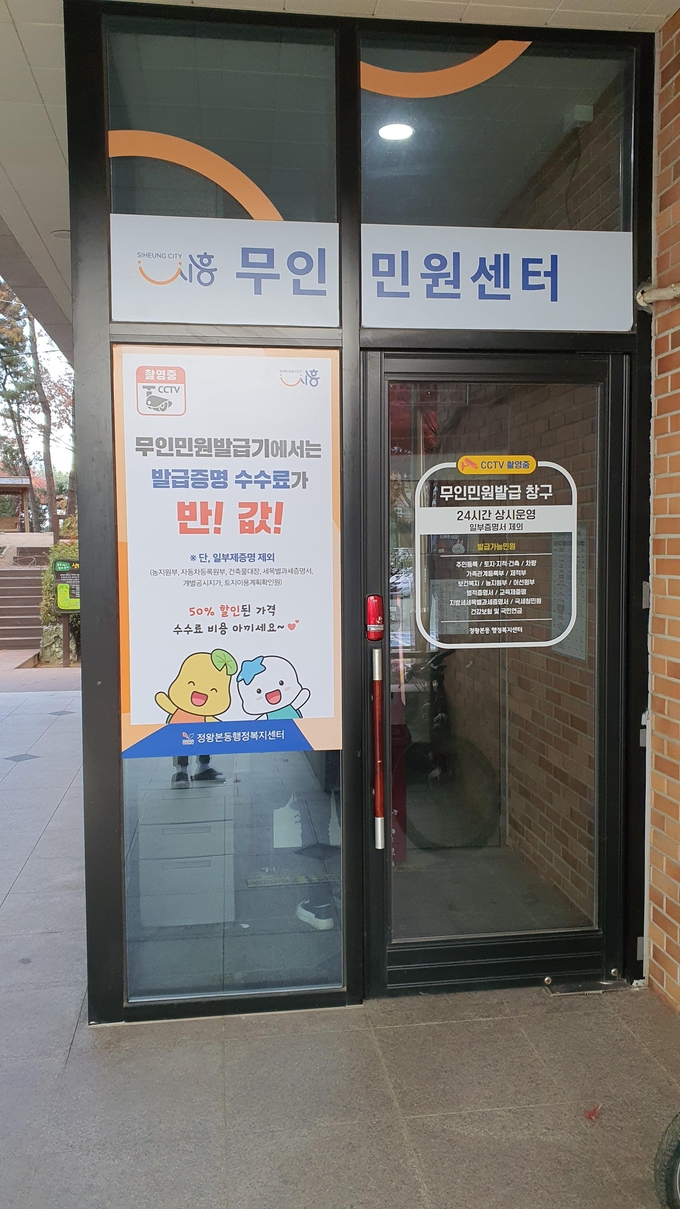 SIHEUNG CITY
시흥 무인 민원센터
촬영중
CCTV
시흥
무인민원발급기에서는
발급증명 수수료가
반! 값!
※ 단, 일부제증명 제외
(농지원부, 자동차등록원부, 건축물대장, 세목별과세증명서,
개별공시지가, 토지이용계획확인원)
50% 할인된 가격
수수료 비용 아끼세요~
정왕본동행정복지센터
CCTV 촬영중
무인민원발급 창구
24시간 상시운영
일부증명서 제외
발급가능민원
주민등록 / 토지·지적·건축 / 차량
가족관계등록부 / 제적부
보건복지 / 농지원부 / 어선원부
병적증명서 / 교육제증명
지방세세목별과세증명서 / 국세청민원
건강보험 및 국민연금
정왕본동 행정복지센터